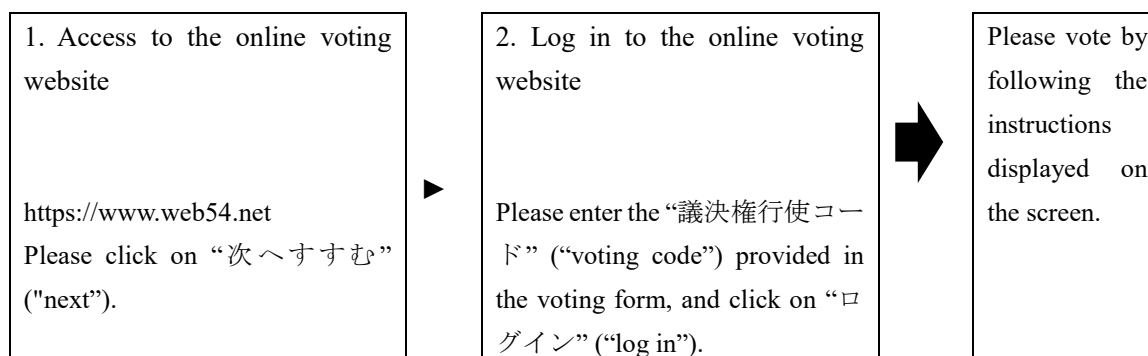 1. Access to the online voting
website
https://www.web54.net
Please click on “次へすすむ”
("next”).
2. Log in to the online voting
website
Please enter the “議決権行使コー
ド” (“voting code”) provided in
the voting form, and click on “ロ
グイン” (“log in”).
Please vote by
following the
instructions
displayed on
the screen.